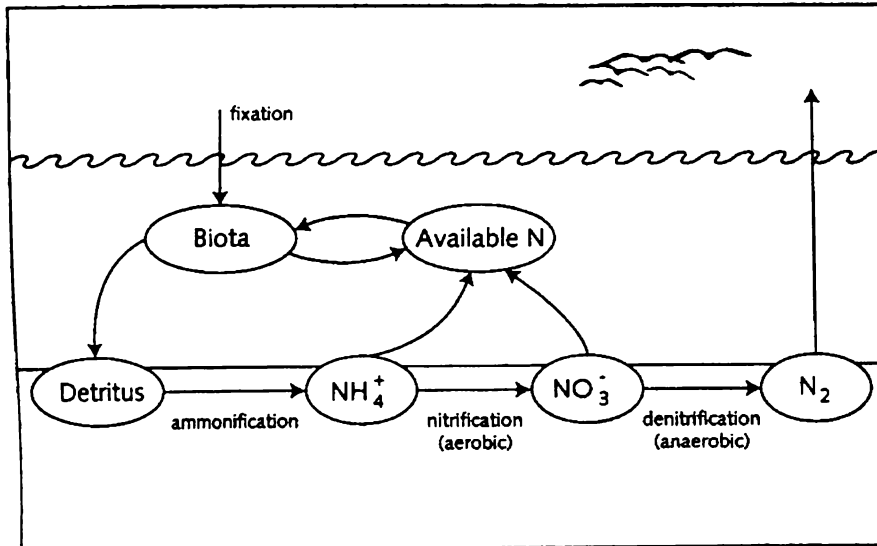 fixation
Biota
Available N
Detritus
NH₄⁺
NO₃⁻
N₂
ammonification
nitrification
(aerobic)
denitrification
(anaerobic)